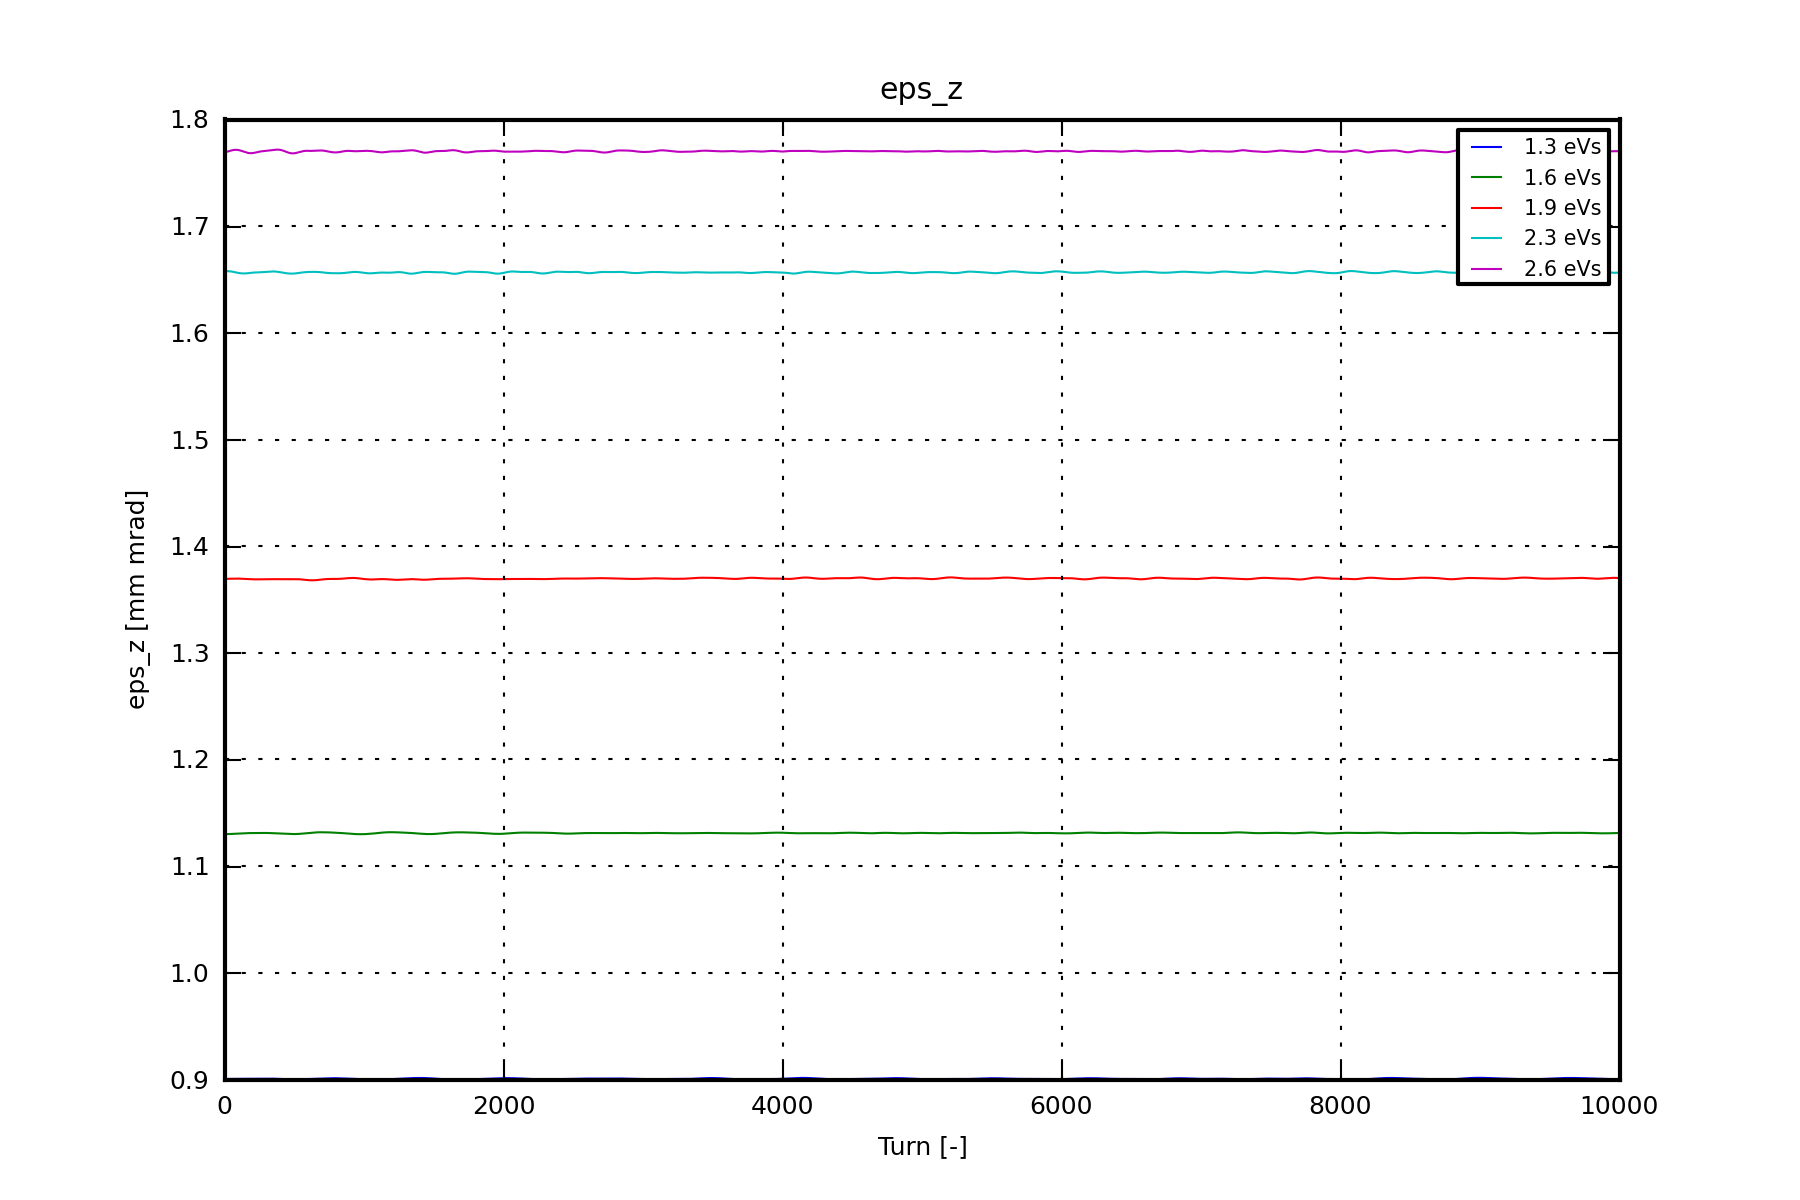 eps_z
1.8
1.7
1.6
1.5
1.4
1.3
1.2
1.1
1.0
0.9
eps_z [mm mrad]
1.3 eVs
1.6 eVs
1.9 eVs
2.3 eVs
2.6 eVs
0 2000 4000 6000 8000 10000
Turn [-]